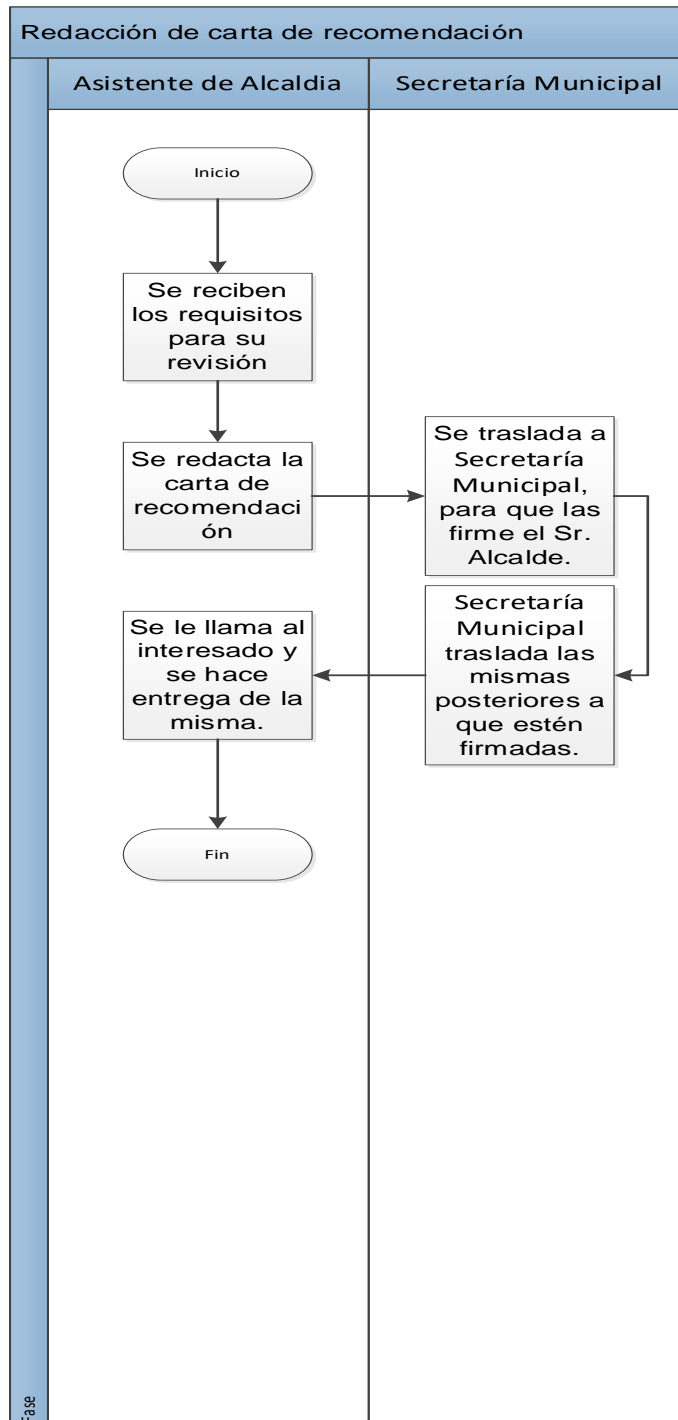 Redacción de carta de recomendación
Asistente de Alcaldia
Secretaría Municipal
Inicio
Se reciben
los requisitos
para su
revisión
Se redacta la
carta de
recomendaci
ón
Se traslada a
Secretaría
Municipal,
para que las
firme el Sr.
Alcalde.
Secretaría
Municipal
traslada las
mismas
posteriores a
que estén
firmadas.
Se le llama al
interesado y
se hace
entrega de la
misma.
Fin
Fase